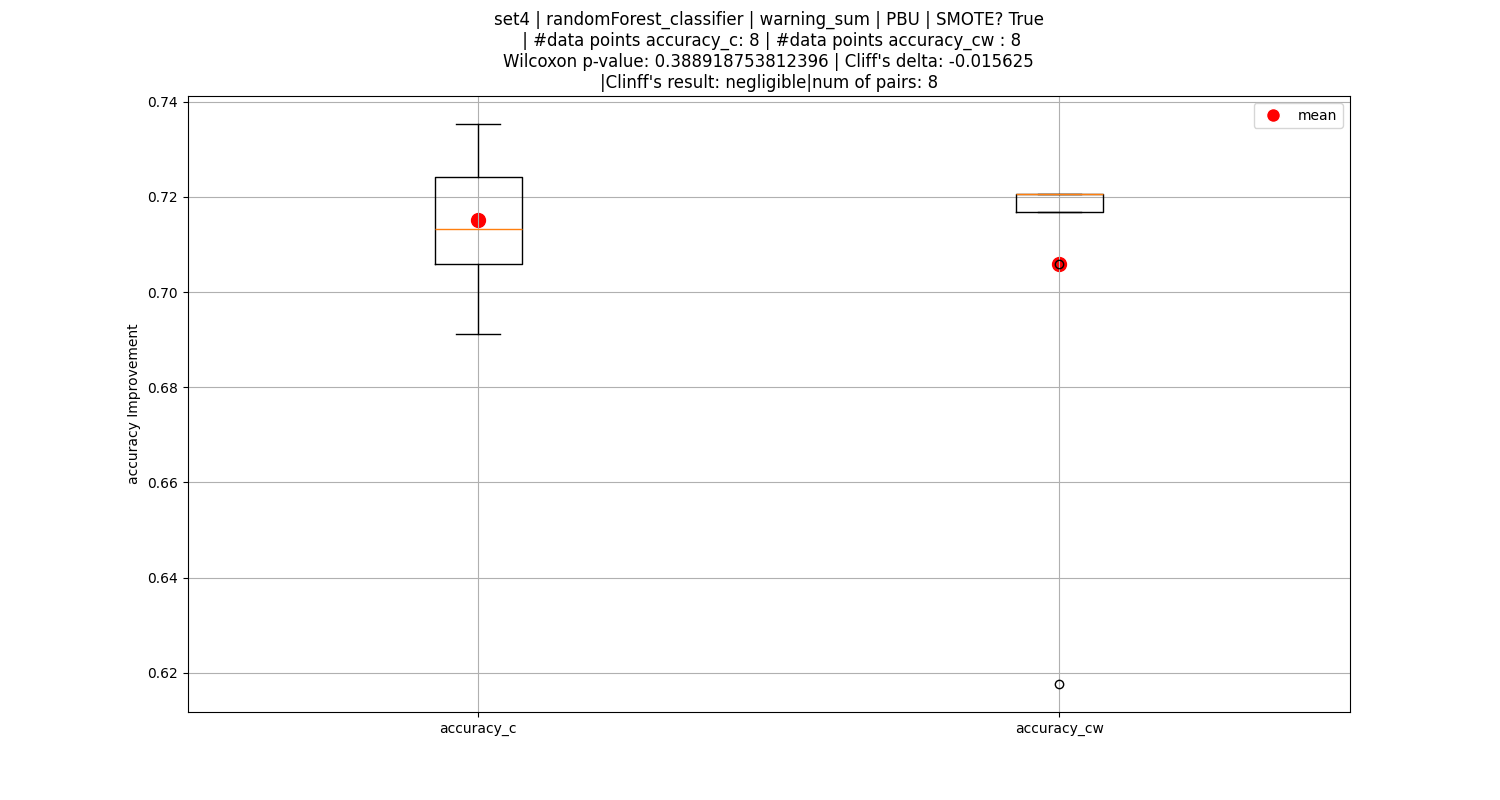 set4 | randomForest_classifier | warning_sum | PBU | SMOTE? True
| #data points accuracy_c: 8 | #data points accuracy_cw : 8
Wilcoxon p-value: 0.388918753812396 | Cliff's delta: -0.015625
|Clinff's result: negligible|num of pairs: 8
mean
0.74
0.72
0.70
0.68
0.66
0.64
0.62
accuracy Improvement
accuracy_c
accuracy_cw